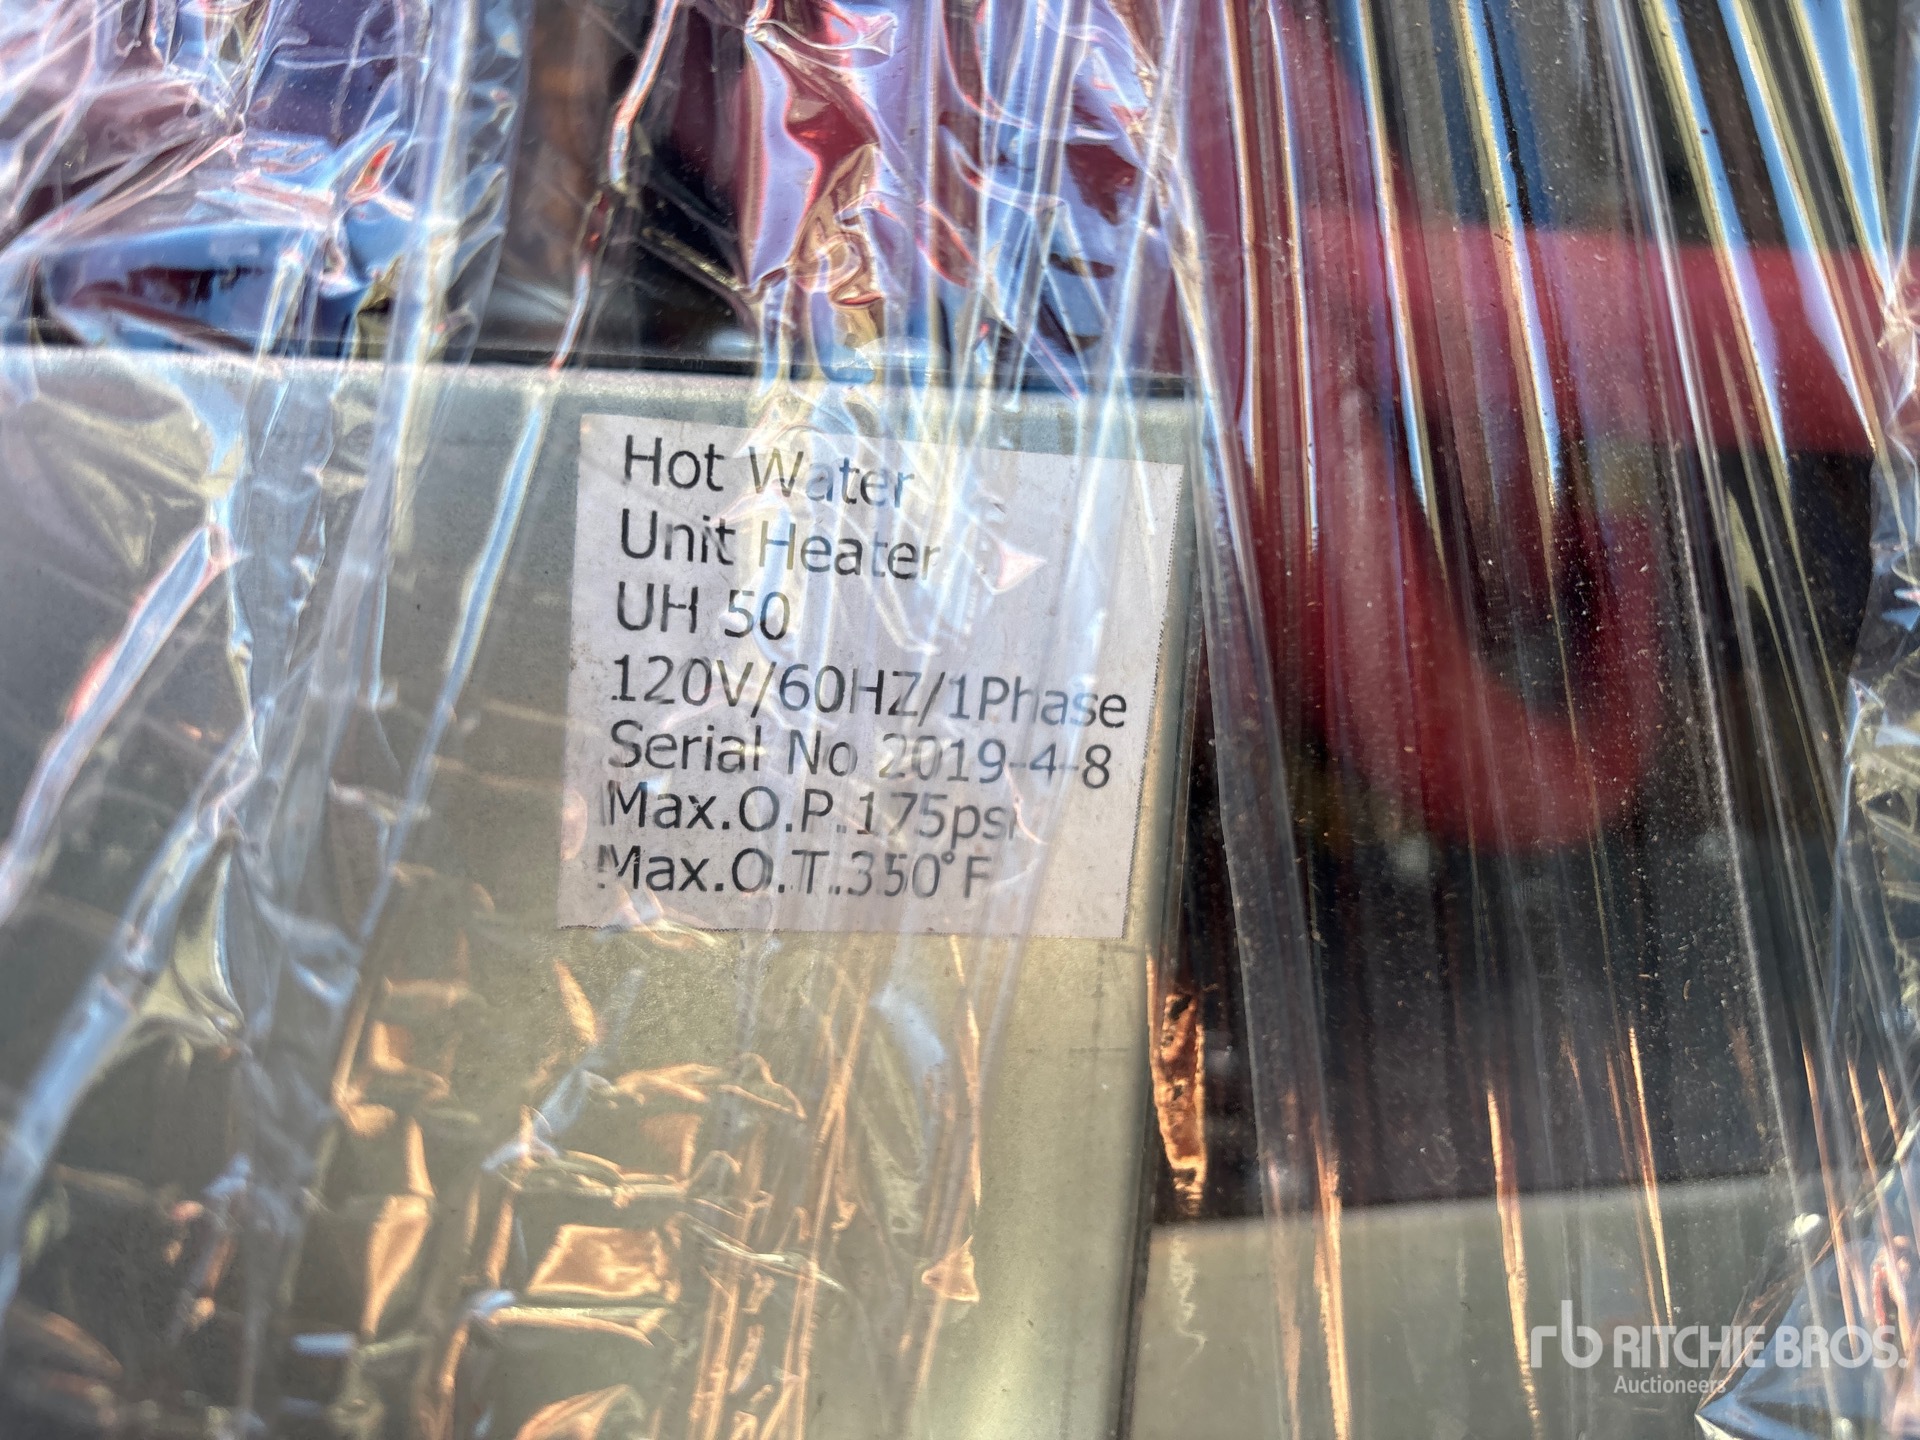 Hot Water
Unit Heater
UH 50
120V/60HZ/1Phase
Serial No 2019-4-8
Max.O.P.175psi
Max.O.T.350°F
rb RITCHIE BROS.
Auctioneers